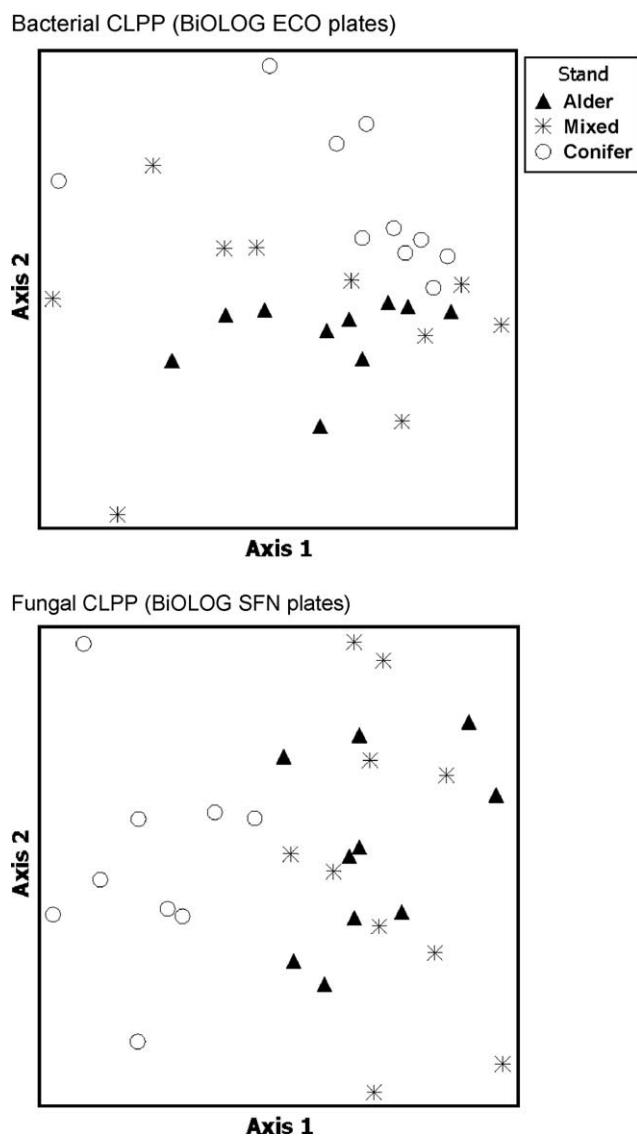 Bacterial CLPP (BiOLOG ECO plates)
Stand
Alder
Mixed
Conifer
Axis 2
Axis 1
Fungal CLPP (BiOLOG SFN plates)
Axis 2
Axis 1